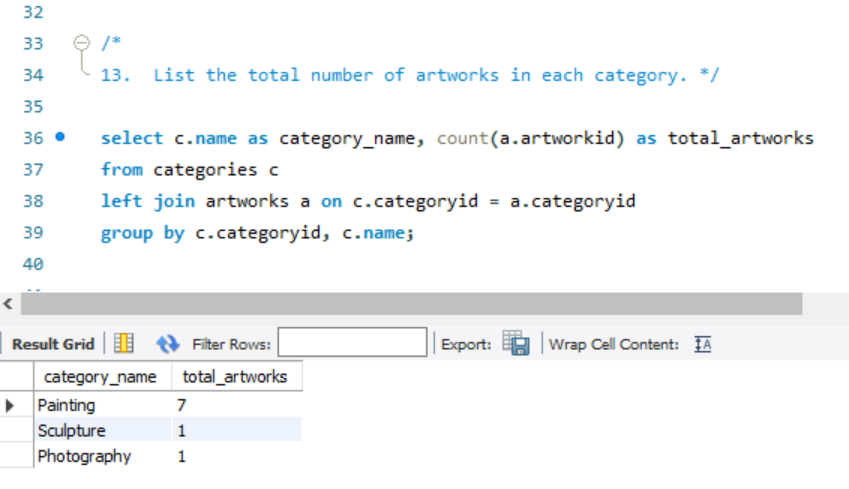 32
33 /*
34 13. List the total number of artworks in each category. */
35
36 select c.name as category_name, count(a.artworkid) as total_artworks
37 from categories c
38 left join artworks a on c.categoryid = a.categoryid
39 group by c.categoryid, c.name;
40
Result Grid Filter Rows: Export: Wrap Cell Content: IA
category_name total_artworks
Painting 7
Sculpture 1
Photography 1